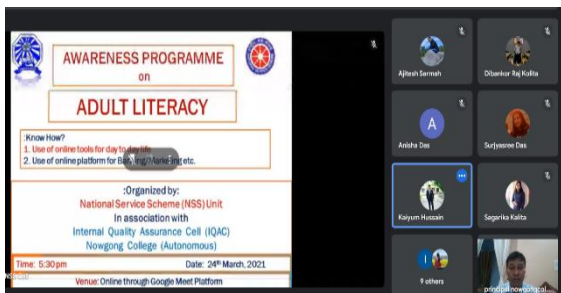 AWARENESS PROGRAMME
on
ADULT LITERACY
:Know How?
1. Use of online tools for day to day life
2. Use of online platform for Banking/Marketing etc.
:Organized by:
National Service Scheme (NSS) Unit
In association with
Internal Quality Assurance Cell (IQAC)
Nowgong College (Autonomous)
Time: 5:30 pm Date: 24th March, 2021
Venue: Online through Google Meet Platform
Ajitesh Sarmah
Dibankar Raj Kalita
A
Anisha Das
Surjyasree Das
Kaiyum Hussain
Sagarika Kalita
9 others